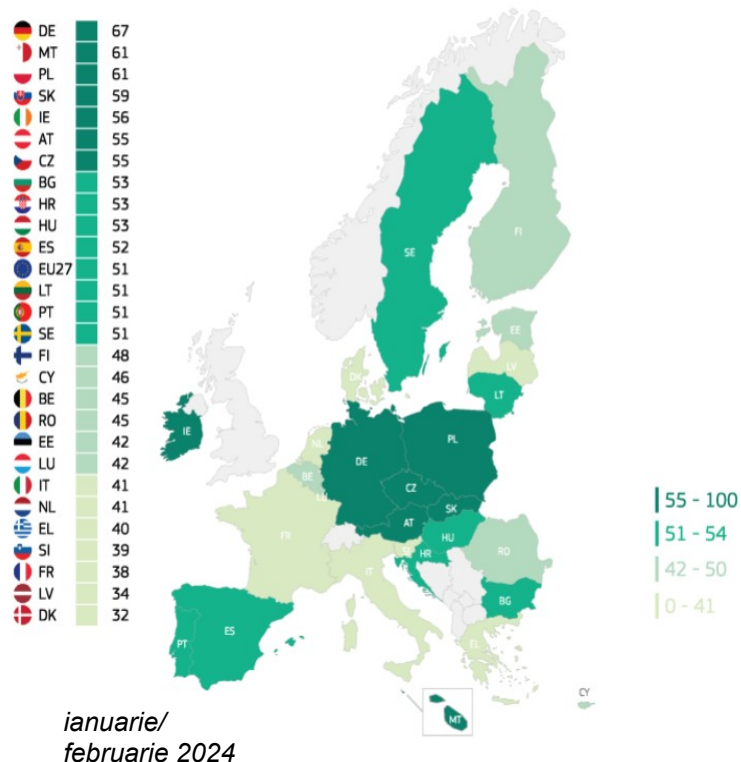 DE 67
MT 61
PL 61
SK 59
IE 56
AT 55
CZ 55
BG 53
HR 53
HU 53
ES 52
EU27 51
LT 51
PT 51
SE 51
FI 48
CY 46
BE 45
RO 45
EE 42
LU 42
IT 41
NL 41
EL 40
SI 39
FR 38
LV 34
DK 32
SE
FI
EE
LV
LT
DK
IE
NL
PL
DE
BE
CZ
LU
SK
AT
HU
FR
SI
HR
RO
IT
BG
PT
ES
EL
CY
MT
55 - 100
51 - 54
42 - 50
0 - 41
ianuarie/
februarie 2024